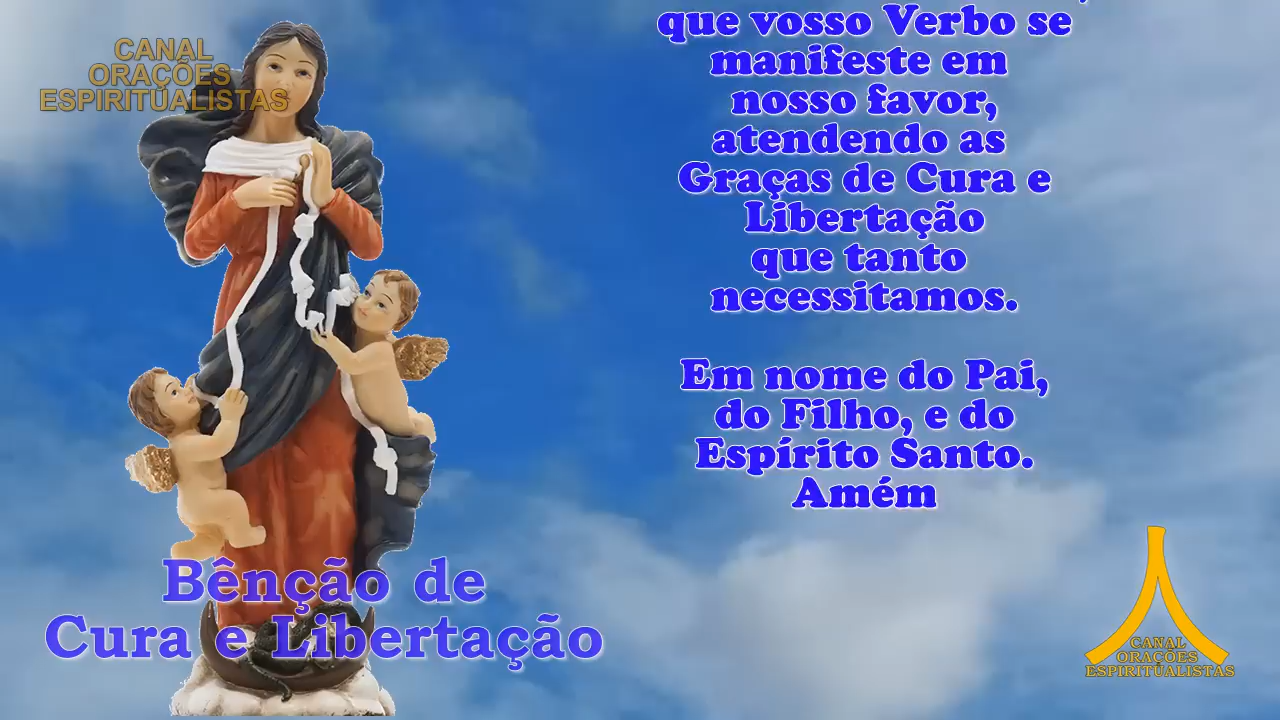 CANAL
ORAÇÕES
ESPIRITUALISTAS
que vosso Verbo se
manifeste em
nosso favor,
atendendo as
Graças de Cura e
Libertação
que tanto
necessitamos.
Em nome do Pai,
do Filho, e do
Espírito Santo.
Amém
Bênção de
Cura e Libertação
CANAL
ORAÇÕES
ESPIRITUALISTAS